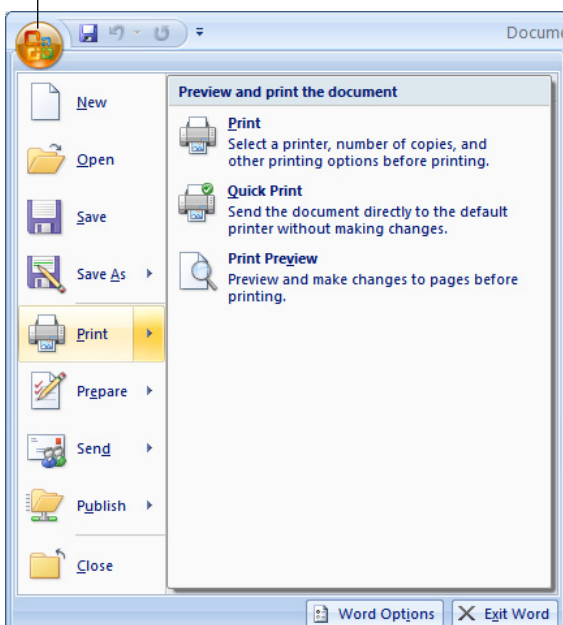 Docume
New
Open
Save
Save As
Print
Prepare
Send
Publish
Close
Preview and print the document
Print
Select a printer, number of copies, and
other printing options before printing.
Quick Print
Send the document directly to the default
printer without making changes.
Print Preview
Preview and make changes to pages before
printing.
Word Options
Exit Word